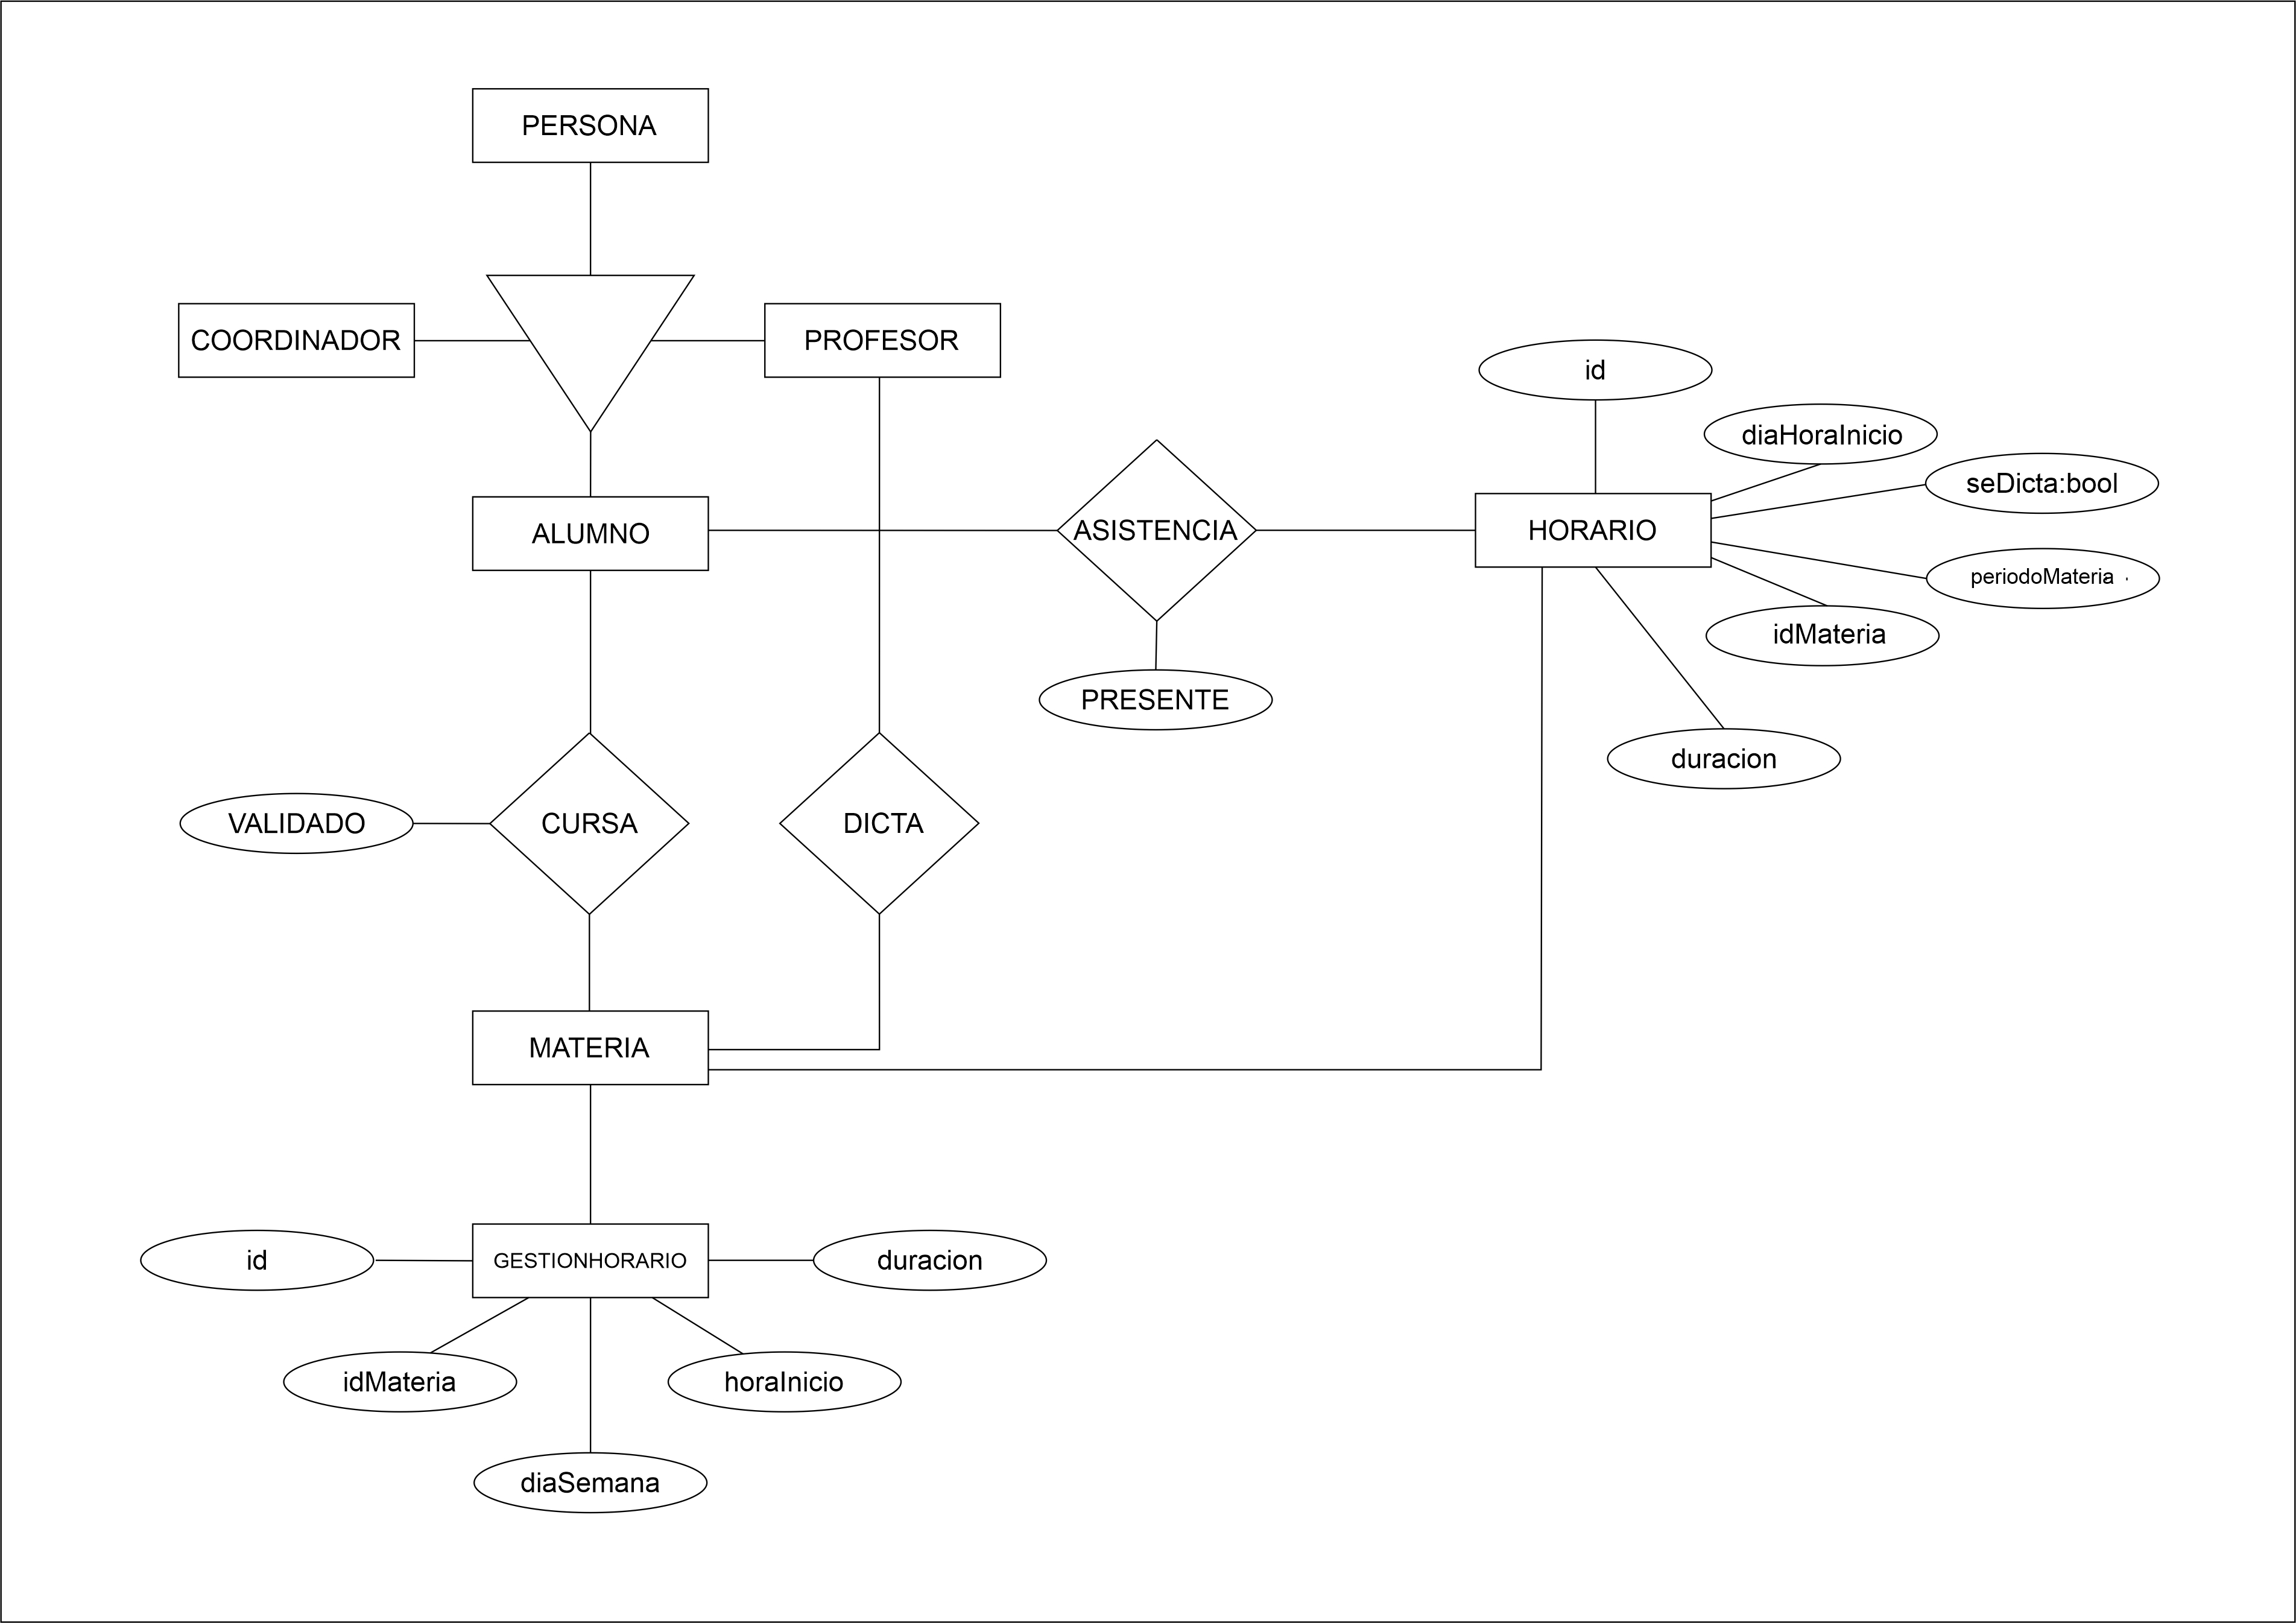 PERSONA
COORDINADOR
PROFESOR
id
diaHoraInicio
seDicta:bool
ALUMNO
ASISTENCIA
HORARIO
periodoMateria
idMateria
PRESENTE
duracion
VALIDADO
CURSA
DICTA
MATERIA
id
GESTIONHORARIO
duracion
idMateria
horaInicio
diaSemana